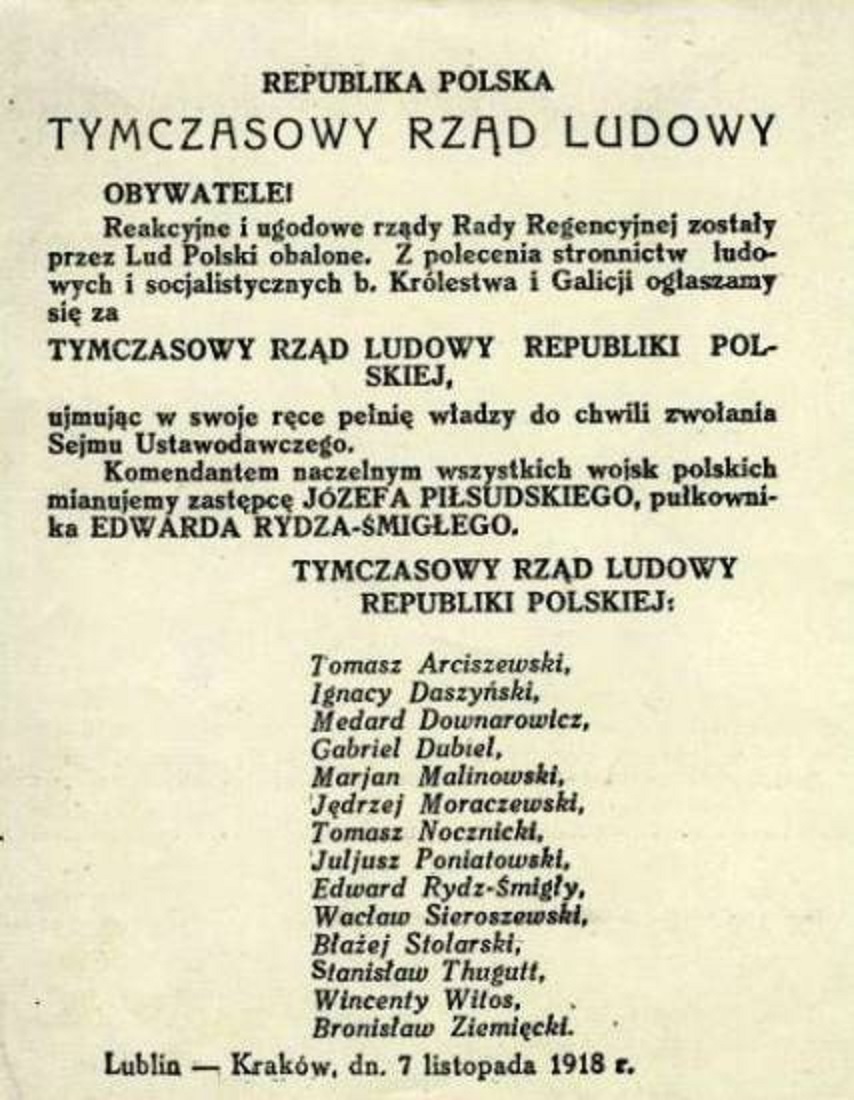 REPUBLIKA POLSKA
TYMCZASOWY RZĄD LUDOWY
OBYWATELE!
Reakcyjne i ugodowe rządy Rady Regencyjnej zostały
przez Lud Polski obalone. Z polecenia stronnictw ludo-
wych i socjalistycznych b. Królestwa i Galicji ogłaszamy
się za
TYMCZASOWY RZĄD LUDOWY REPUBLIKI POL-
SKIEJ,
ujmując w swoje ręce pełnię władzy do chwili zwołania
Sejmu Ustawodawczego.
Komendantem naczelnym wszystkich wojsk polskich
mianujemy zastępcę JÓZEFA PIŁSUDSKIEGO, pułkowni-
ka EDWARDA RYDZA-ŚMIGŁEGO.
TYMCZASOWY RZĄD LUDOWY
REPUBLIKI POLSKIEJ:
Tomasz Arciszewski,
Ignacy Daszyński,
Medard Downarowicz,
Gabriel Dubiel,
Marjan Malinowski,
Jędrzej Moraczewski,
Tomasz Nocznicki,
Juljusz Poniatowski,
Edward Rydz-Śmigły,
Wacław Sieroszewski,
Błażej Stolarski,
Stanisław Thugutt,
Wincenty Witos,
Bronisław Ziemięcki.
Lublin — Kraków, dn. 7 listopada 1918 r.